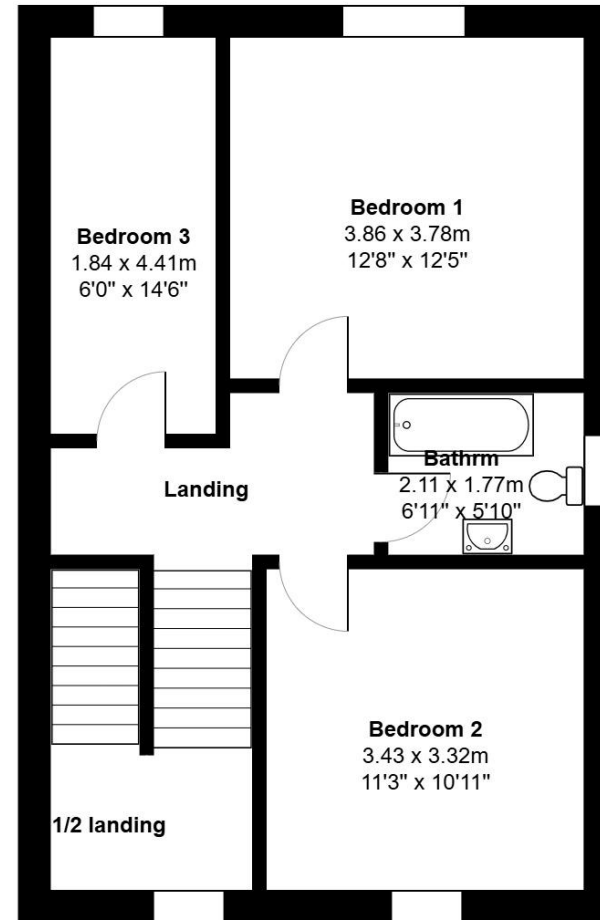 Bedroom 1
3.86 x 3.78m
12'8" x 12'5"
Bedroom 3
1.84 x 4.41m
6'0" x 14'6"
Bathrm
2.11 x 1.77m
6'11" x 5'10"
Landing
Bedroom 2
3.43 x 3.32m
11'3" x 10'11"
1/2 landing